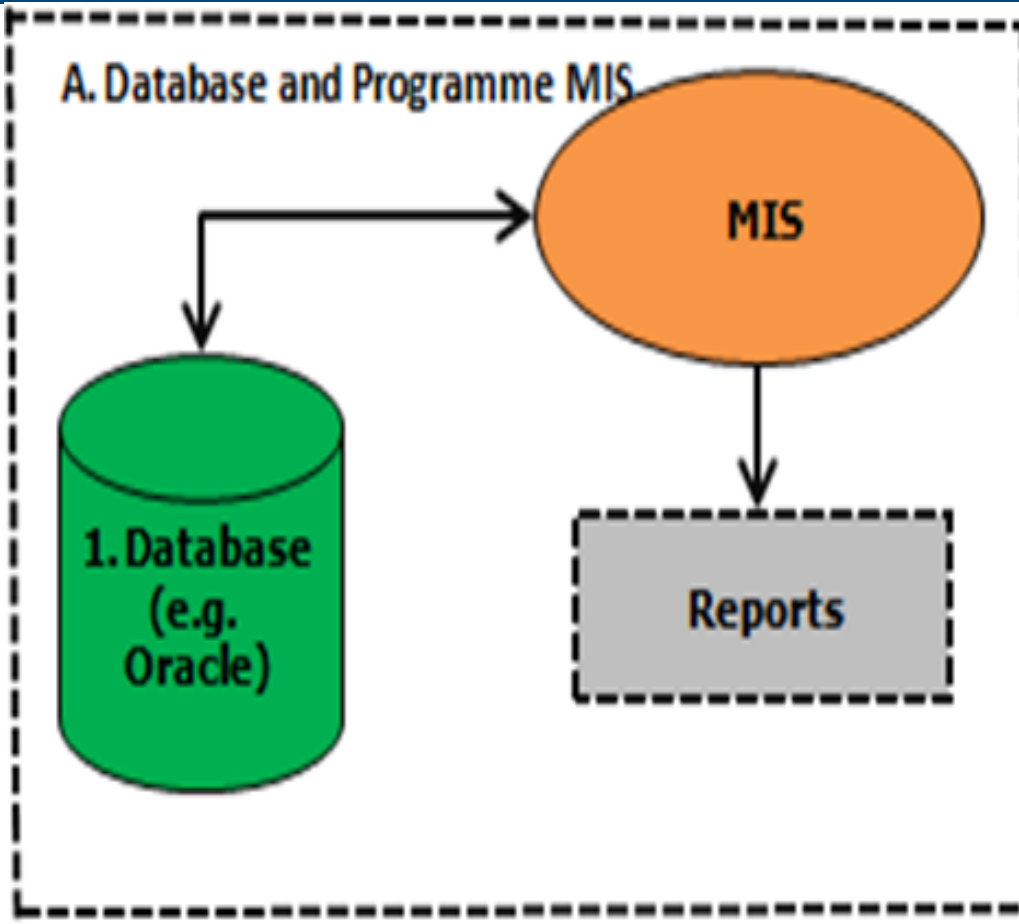 A. Database and Programme MIS
MIS
1. Database
(e.g.
Oracle)
Reports